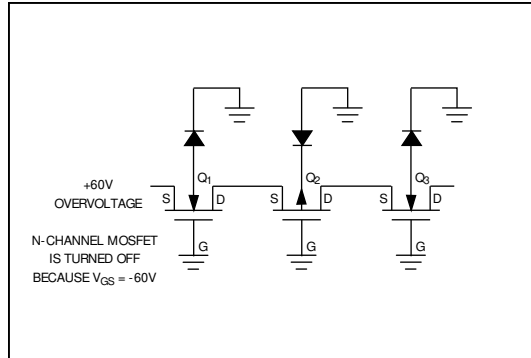 Q1 Q2 Q3
+60V
OVERVOLTAGE
S D S D S D
N-CHANNEL MOSFET
IS TURNED OFF
BECAUSE VGS = -60V
G G G